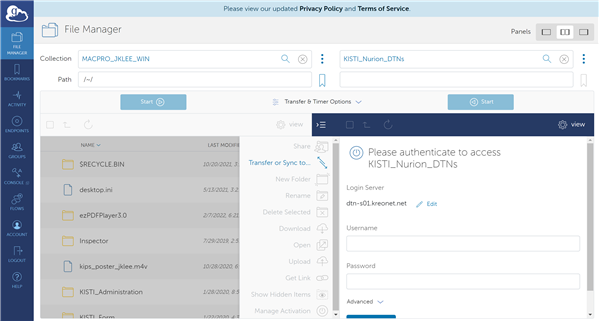 Please view our updated Privacy Policy and Terms of Service.
File Manager
Panels
FILE MANAGER
BOOKMARKS
ACTIVITY
ENDPOINTS
GROUPS
CONSOLE
FLOWS
ACCOUNT
LOGOUT
HELP
Collection MACPRO_JKLEE_WIN KISTI_Nurion_DTNs
Path /~/
Start Transfer & Timer Options Start
view view
NAME LAST MODIFIED
$RECYCLE.BIN 10/20/2021, 3
desktop.ini 5/13/2021, 3:2
ezPDFPlayer3.0 2/7/2022, 6:21
Inspector 7/29/2019, 2:5
kips_poster_jklee.m4v 10/28/2020, 6
KISTI_Administration 1/28/2020, 8:5
KISTI_Form
Share
Transfer or Sync to...
New Folder
Rename
Delete Selected
Download
Open
Upload
Get Link
Show Hidden Items
Manage Activation
Please authenticate to access
KISTI_Nurion_DTNs
Login Server
dtn-s01.kreonet.net Edit
Username
Password
Advanced